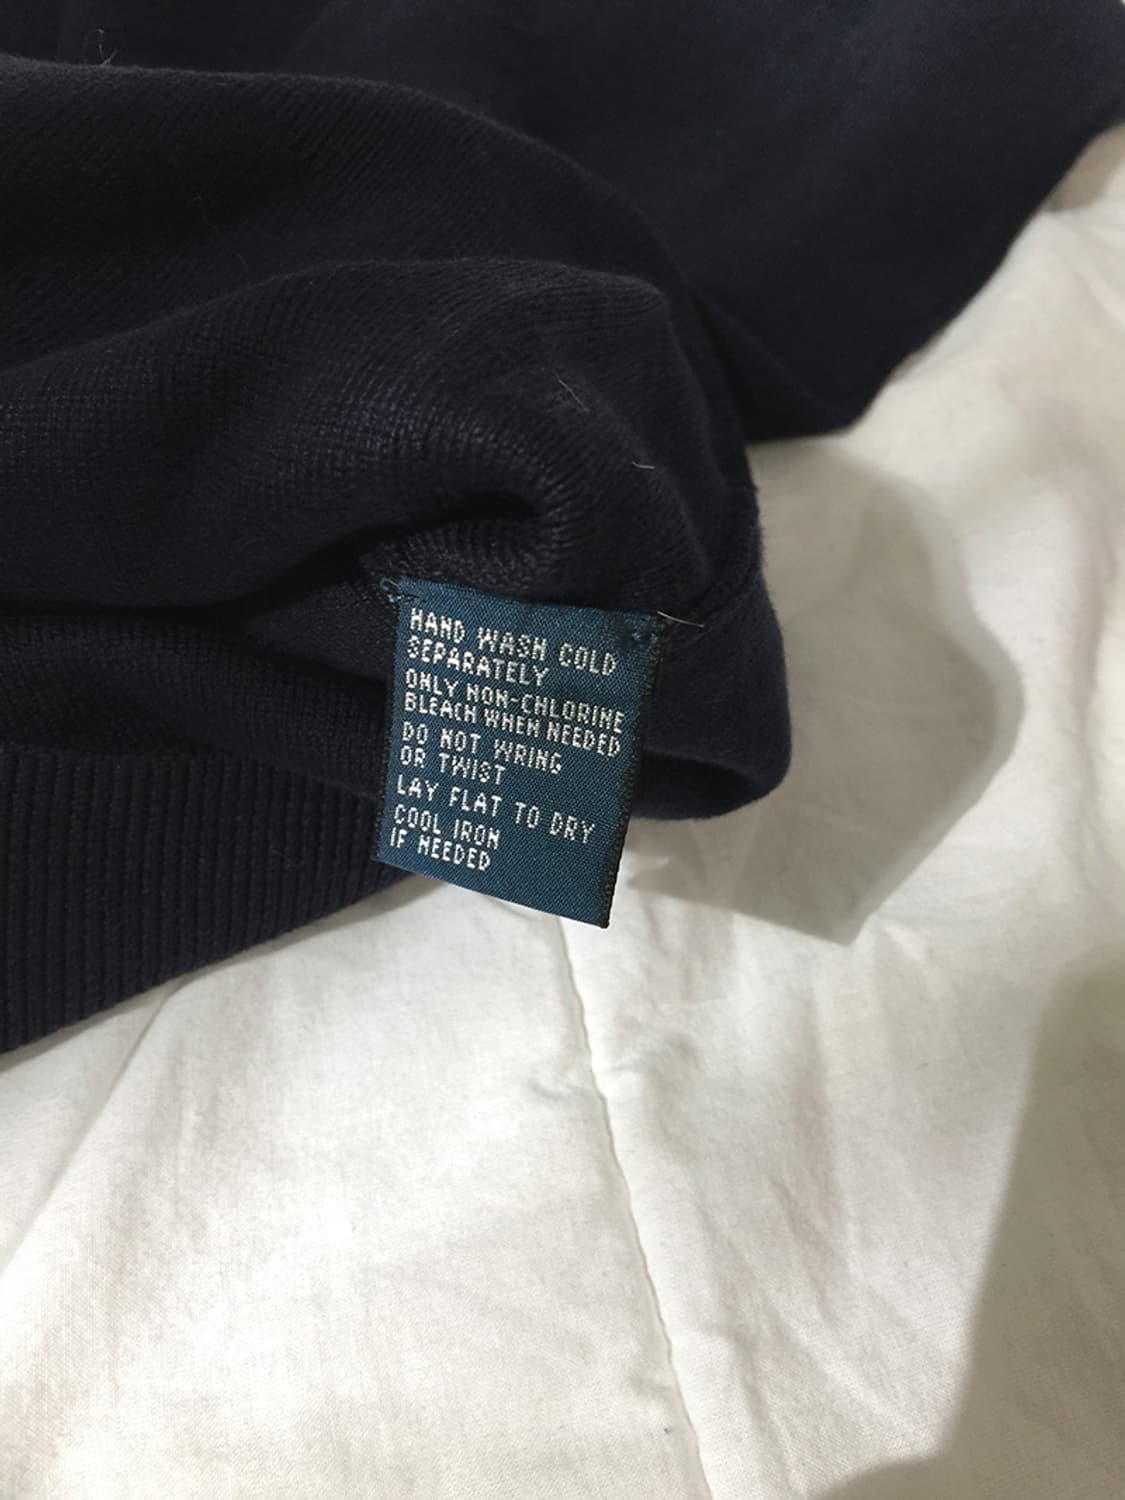 HAND WASH COLD
SEPARATELY
ONLY NON-CHLORINE
BLEACH WHEN NEEDED
DO NOT WRING
OR TWIST
LAY FLAT TO DRY
COOL IRON
IF NEEDED